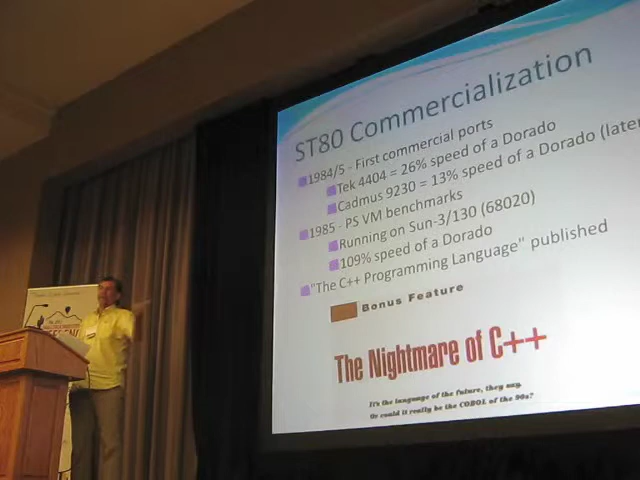 ST80 Commercialization
1984/5 - First commercial ports
Tek 4404 = 26% speed of a Dorado
Cadmus 9230 = 13% speed of a Dorado (later
1985 - PS VM benchmarks
Running on Sun-3/130 (68020)
109% speed of a Dorado
"The C++ Programming Language" published
Bonus Feature
The Nightmare of C++
It's the language of the future, they say.
Or could it really be the COBOL of the 90s?